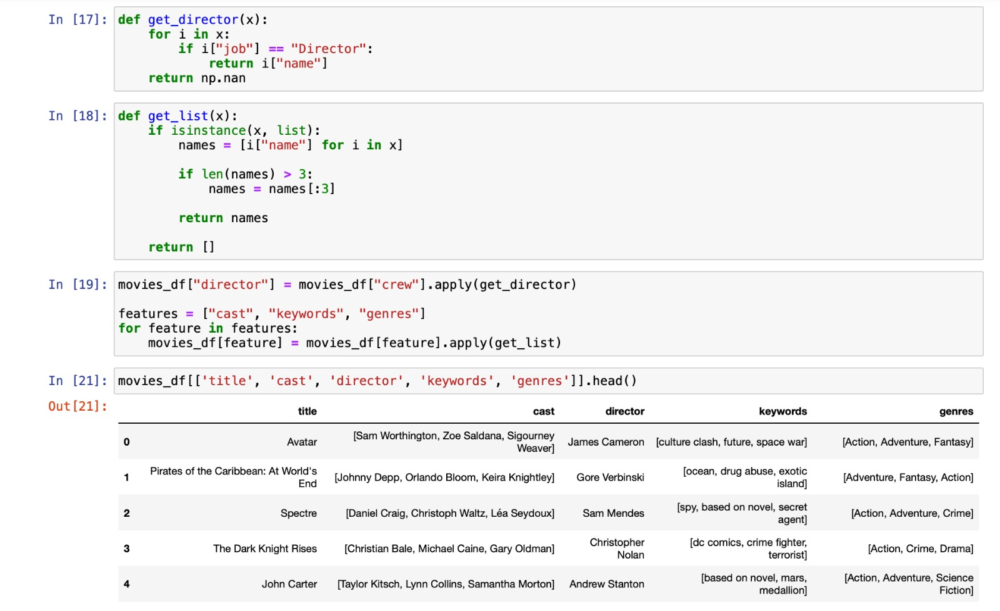 In [17]: def get_director(x):
    for i in x:
        if i["job"] == "Director":
            return i["name"]
    return np.nan
In [18]: def get_list(x):
    if isinstance(x, list):
        names = [i["name"] for i in x]
        if len(names) > 3:
            names = names[:3]
        return names
    return []
In [19]: movies_df["director"] = movies_df["crew"].apply(get_director)
features = ["cast", "keywords", "genres"]
for feature in features:
    movies_df[feature] = movies_df[feature].apply(get_list)
In [21]: movies_df[['title', 'cast', 'director', 'keywords', 'genres']].head()
Out[21]:
title cast director keywords genres
0 Avatar [Sam Worthington, Zoe Saldana, Sigourney Weaver] James Cameron [culture clash, future, space war] [Action, Adventure, Fantasy]
1 Pirates of the Caribbean: At World's End [Johnny Depp, Orlando Bloom, Keira Knightley] Gore Verbinski [ocean, drug abuse, exotic island] [Adventure, Fantasy, Action]
2 Spectre [Daniel Craig, Christoph Waltz, Léa Seydoux] Sam Mendes [spy, based on novel, secret agent] [Action, Adventure, Crime]
3 The Dark Knight Rises [Christian Bale, Michael Caine, Gary Oldman] Christopher Nolan [dc comics, crime fighter, terrorist] [Action, Crime, Drama]
4 John Carter [Taylor Kitsch, Lynn Collins, Samantha Morton] Andrew Stanton [based on novel, mars, medallion] [Action, Adventure, Science Fiction]